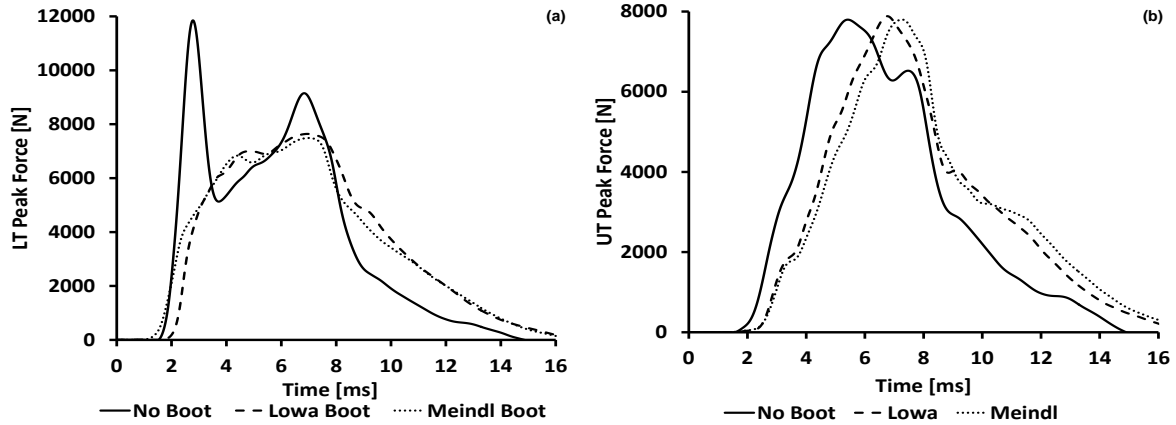 (a)
LT Peak Force [N]
12000
10000
8000
6000
4000
2000
0
0 2 4 6 8 10 12 14 16
Time [ms]
No Boot Lowa Boot Meindl Boot
(b)
UT Peak Force [N]
8000
6000
4000
2000
0
0 2 4 6 8 10 12 14 16
Time [ms]
No Boot Lowa Meindl